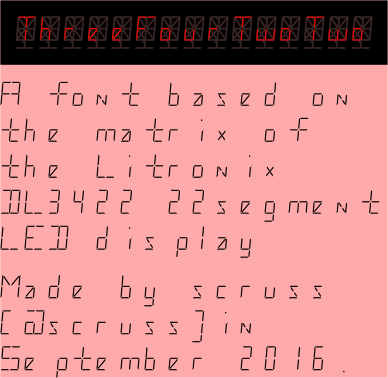 ThreeFourTwoTwo
A font based on
the matrix of
the Litronix
DL3422 22segment
LED display
Made by scruss
[@scruss]in
September 2016.